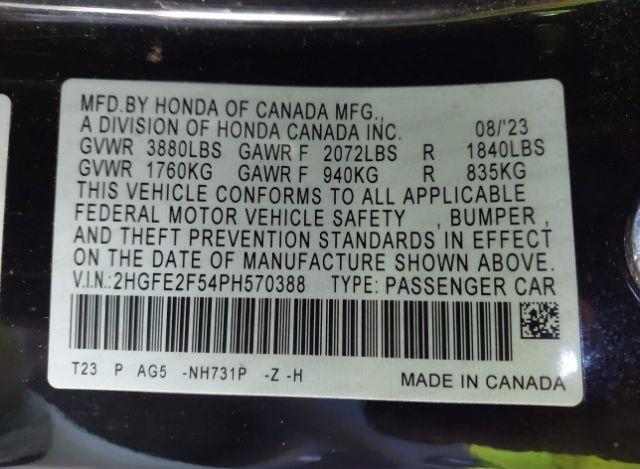 MFD.BY HONDA OF CANADA MFG.,
A DIVISION OF HONDA CANADA INC. 08/'23
GVWR 3880LBS GAWR F 2072LBS R 1840LBS
GVWR 1760KG GAWR F 940KG R 835KG
THIS VEHICLE CONFORMS TO ALL APPLICABLE
FEDERAL MOTOR VEHICLE SAFETY , BUMPER ,
AND THEFT PREVENTION STANDARDS IN EFFECT
ON THE DATE OF MANUFACTURE SHOWN ABOVE.
V.I.N.:2HGFE2F54PH570388 TYPE: PASSENGER CAR
T23 P AG5 -NH731P -Z -H
MADE IN CANADA